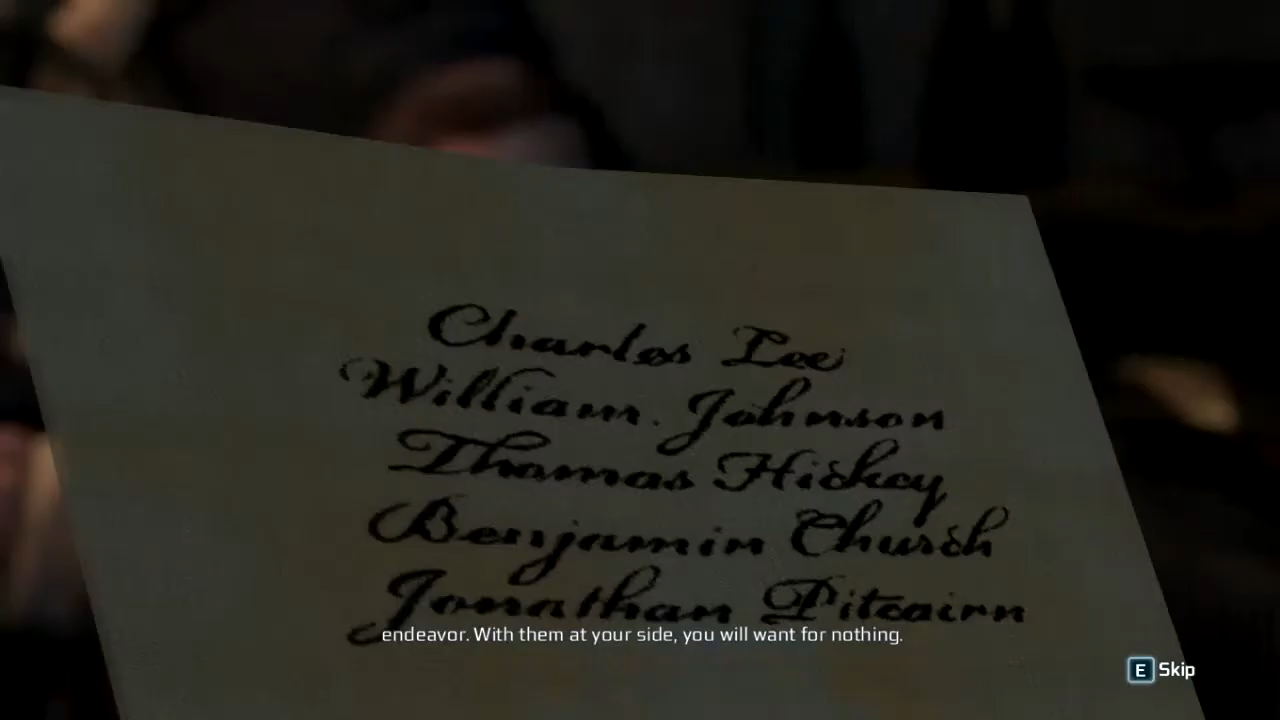 Charles Lee
William. Johnson
Thomas Hickey
Benjamin Church
Jonathan Pitcairn
endeavor. With them at your side, you will want for nothing.
E Skip